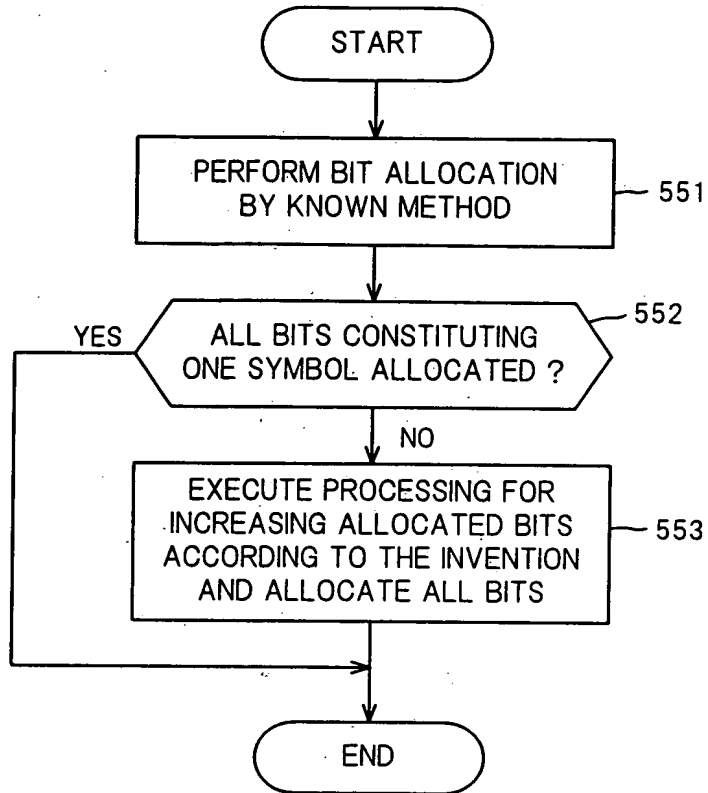 START
PERFORM BIT ALLOCATION
BY KNOWN METHOD
551
552
YES
ALL BITS CONSTITUTING
ONE SYMBOL ALLOCATED ?
NO
EXECUTE PROCESSING FOR
INCREASING ALLOCATED BITS
ACCORDING TO THE INVENTION
AND ALLOCATE ALL BITS
553
END